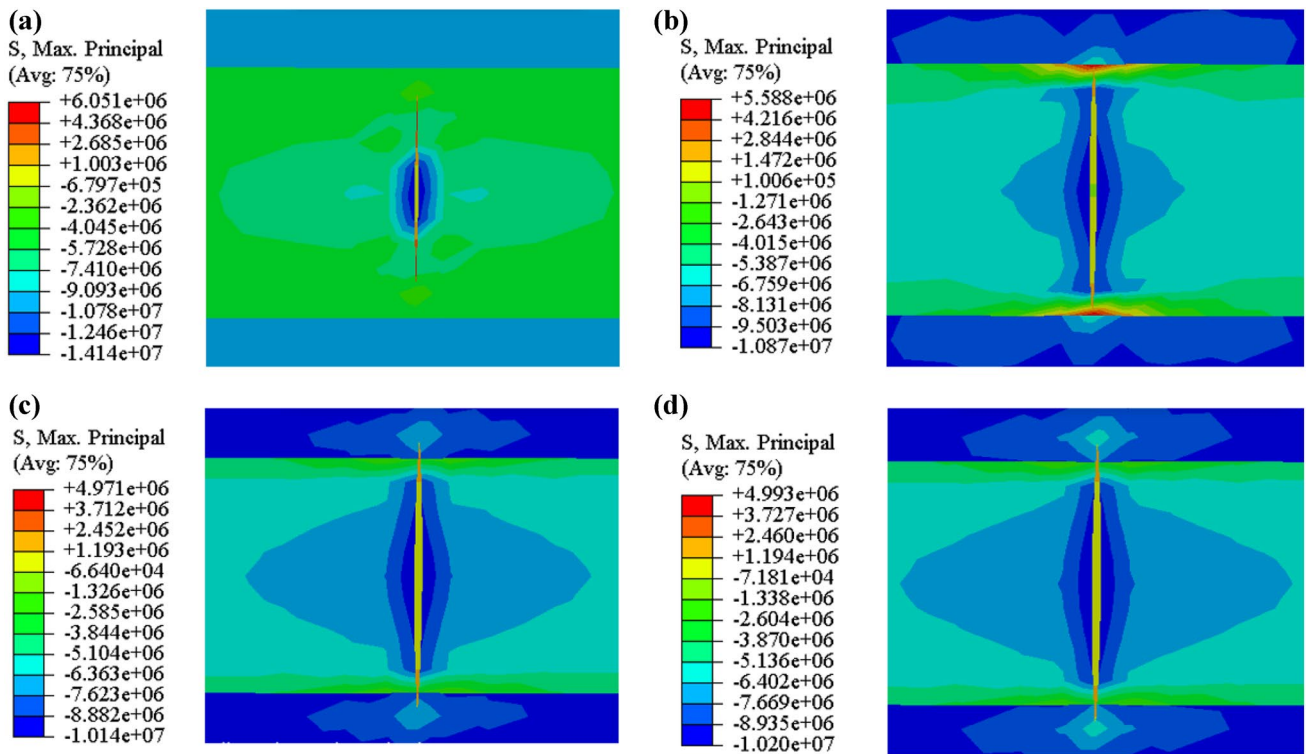 (a)
S, Max. Principal
(Avg: 75%)
+6.051e+06
+4.368e+06
+2.685e+06
+1.003e+06
-6.797e+05
-2.362e+06
-4.045e+06
-5.728e+06
-7.410e+06
-9.093e+06
-1.078e+07
-1.246e+07
-1.414e+07
(b)
S, Max. Principal
(Avg: 75%)
+5.588e+06
+4.216e+06
+2.844e+06
+1.472e+06
+1.006e+05
-1.271e+06
-2.643e+06
-4.015e+06
-5.387e+06
-6.759e+06
-8.131e+06
-9.503e+06
-1.087e+07
(c)
S, Max. Principal
(Avg: 75%)
+4.971e+06
+3.712e+06
+2.452e+06
+1.193e+06
-6.640e+04
-1.326e+06
-2.585e+06
-3.844e+06
-5.104e+06
-6.363e+06
-7.623e+06
-8.882e+06
-1.014e+07
(d)
S, Max. Principal
(Avg: 75%)
+4.993e+06
+3.727e+06
+2.460e+06
+1.194e+06
-7.181e+04
-1.338e+06
-2.604e+06
-3.870e+06
-5.136e+06
-6.402e+06
-7.669e+06
-8.935e+06
-1.020e+07